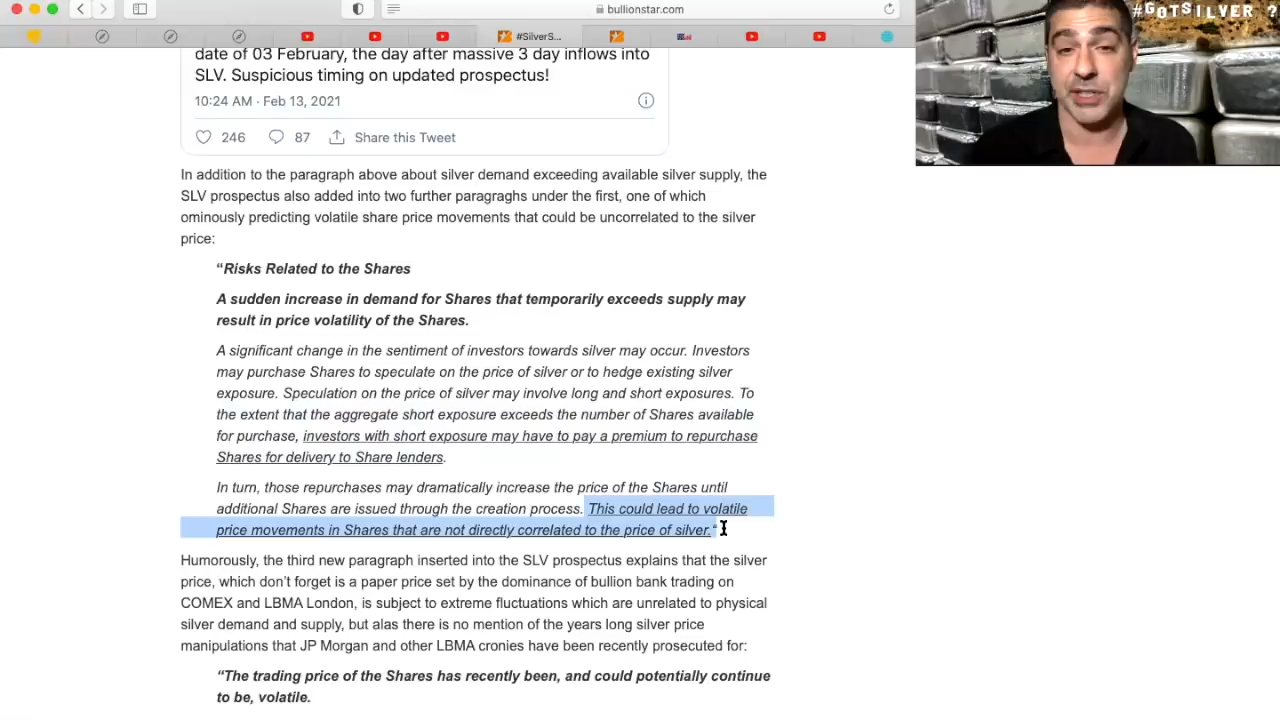 bullionstar.com
#GOTSILVER ?
#SilverS...
date of 03 February, the day after massive 3 day inflows into
SLV. Suspicious timing on updated prospectus!
10:24 AM · Feb 13, 2021
246 87 Share this Tweet
In addition to the paragraph above about silver demand exceeding available silver supply, the
SLV prospectus also added into two further paragraghs under the first, one of which
ominously predicting volatile share price movements that could be uncorrelated to the silver
price:
“Risks Related to the Shares
A sudden increase in demand for Shares that temporarily exceeds supply may
result in price volatility of the Shares.
A significant change in the sentiment of investors towards silver may occur. Investors
may purchase Shares to speculate on the price of silver or to hedge existing silver
exposure. Speculation on the price of silver may involve long and short exposures. To
the extent that the aggregate short exposure exceeds the number of Shares available
for purchase, investors with short exposure may have to pay a premium to repurchase
Shares for delivery to Share lenders.
In turn, those repurchases may dramatically increase the price of the Shares until
additional Shares are issued through the creation process. This could lead to volatile
price movements in Shares that are not directly correlated to the price of silver.“
Humorously, the third new paragraph inserted into the SLV prospectus explains that the silver
price, which don’t forget is a paper price set by the dominance of bullion bank trading on
COMEX and LBMA London, is subject to extreme fluctuations which are unrelated to physical
silver demand and supply, but alas there is no mention of the years long silver price
manipulations that JP Morgan and other LBMA cronies have been recently prosecuted for:
“The trading price of the Shares has recently been, and could potentially continue
to be, volatile.